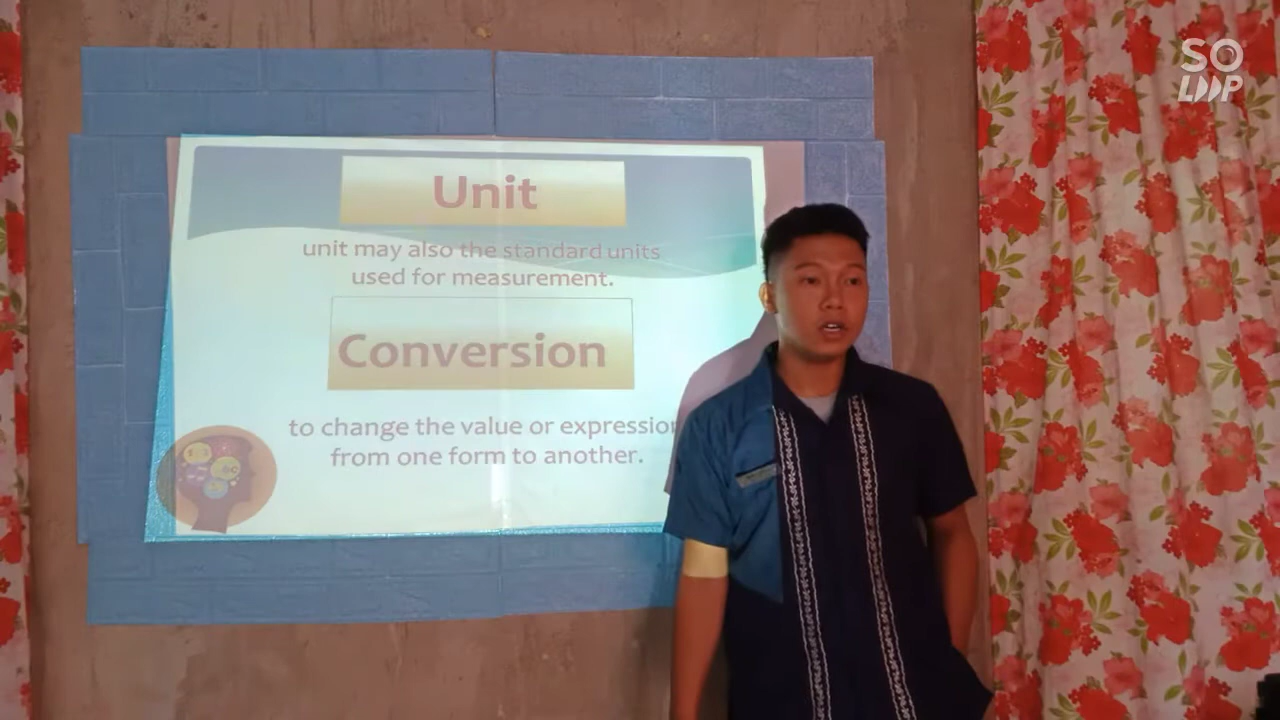 SO
LOOP
Unit
unit may also the standard units
used for measurement.
Conversion
to change the value or expression
from one form to another.